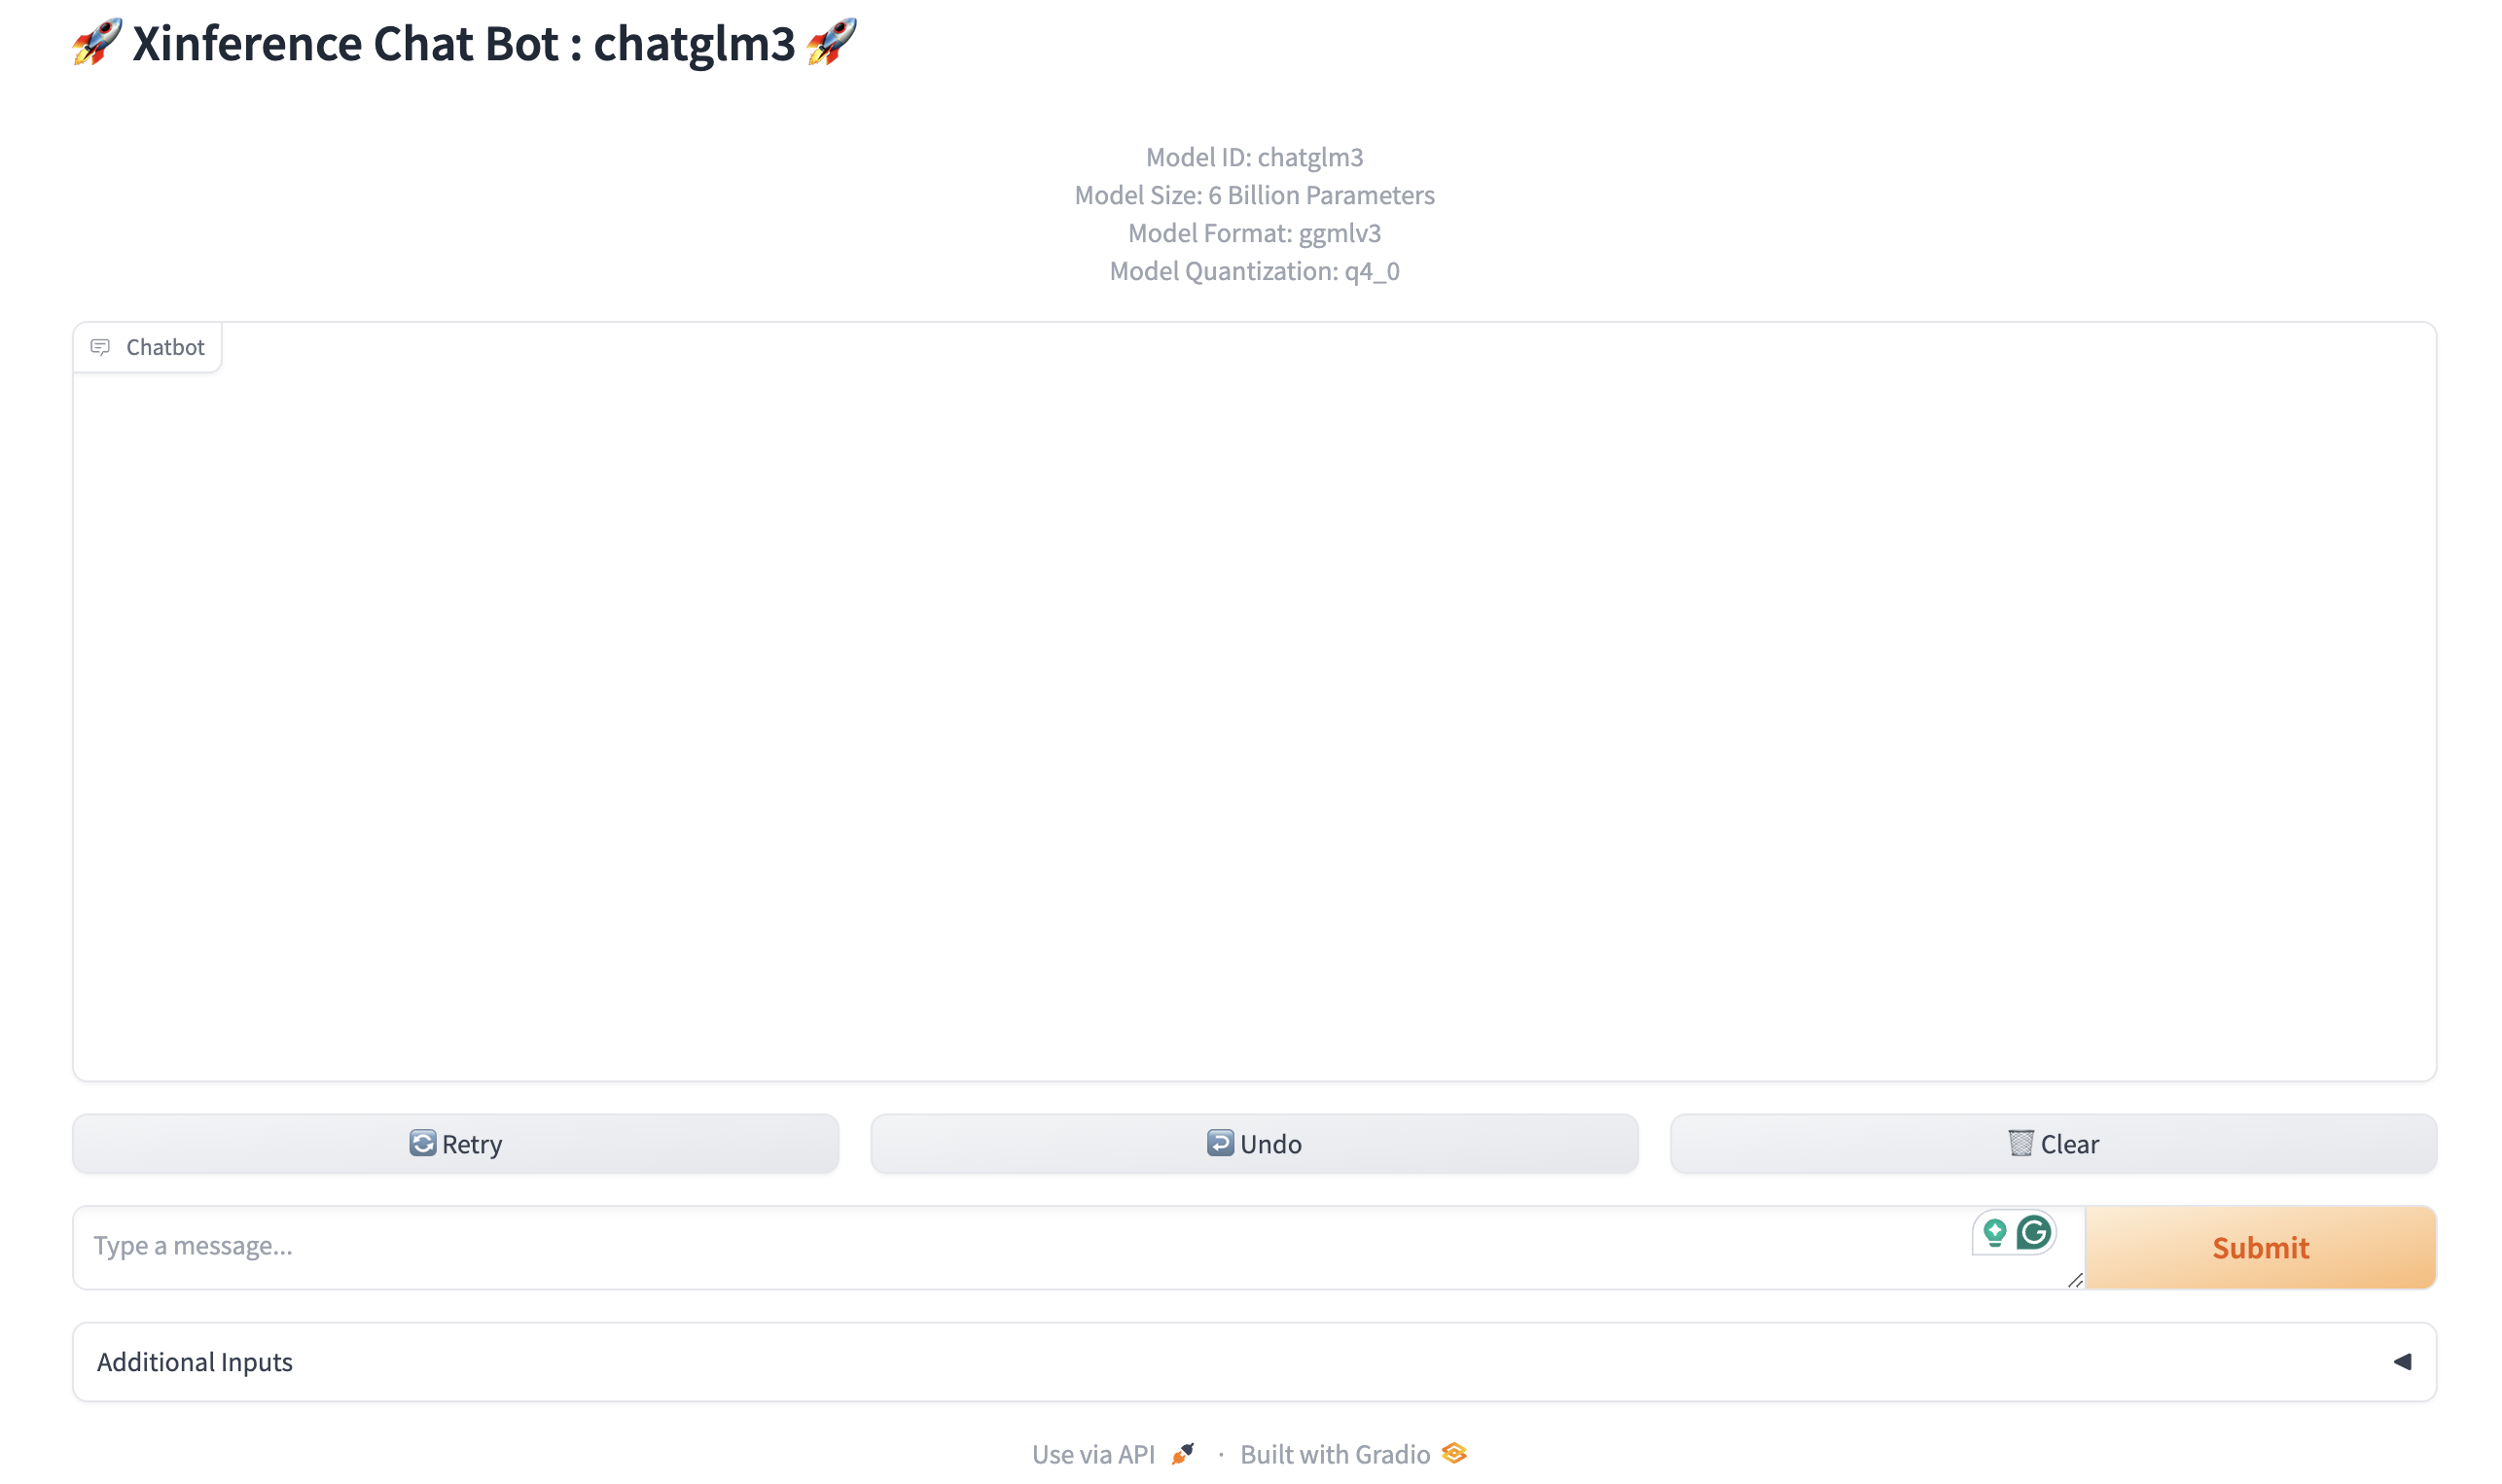 🚀 Xinference Chat Bot : chatglm3 🚀
Model ID: chatglm3
Model Size: 6 Billion Parameters
Model Format: ggmlv3
Model Quantization: q4_0
Chatbot
Retry
Undo
Clear
Type a message...
Submit
Additional Inputs
Use via API · Built with Gradio